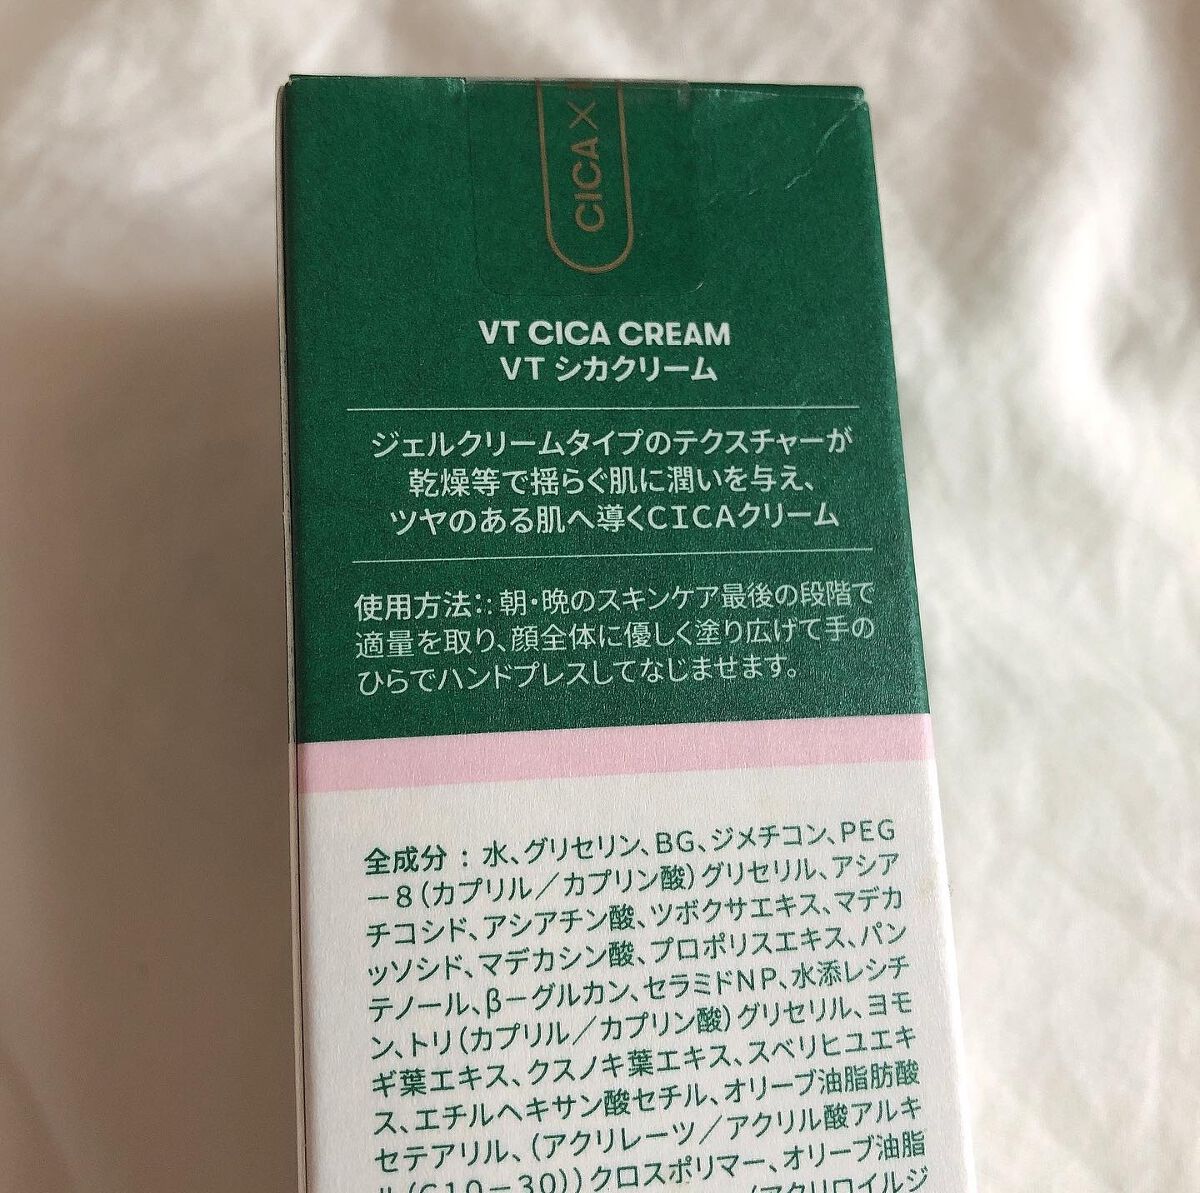 CICA ×
VT CICA CREAM
VT シカクリーム
ジェルクリームタイプのテクスチャーが
乾燥等で揺らぐ肌に潤いを与え、
ツヤのある肌へ導くCICAクリーム
使用方法:：朝・晩のスキンケア最後の段階で
適量を取り、顔全体に優しく塗り広げて手の
ひらでハンドプレスしてなじませます。
全成分：水、グリセリン、BG、ジメチコン、PEG
－8（カプリル／カプリン酸）グリセリル、アシア
チコシド、アシアチン酸、ツボクサエキス、マデカ
ッソシド、マデカシン酸、プロポリスエキス、パン
テノール、β－グルカン、セラミドNP、水添レシチ
ン、トリ（カプリル／カプリン酸）グリセリル、ヨモ
ギ葉エキス、クスノキ葉エキス、スベリヒユエキ
ス、エチルヘキサン酸セチル、オリーブ油脂肪酸
セテアリル、（アクリレーツ／アクリル酸アルキ
ル（C10－30））クロスポリマー、オリーブ油脂
（アクリロイルジ